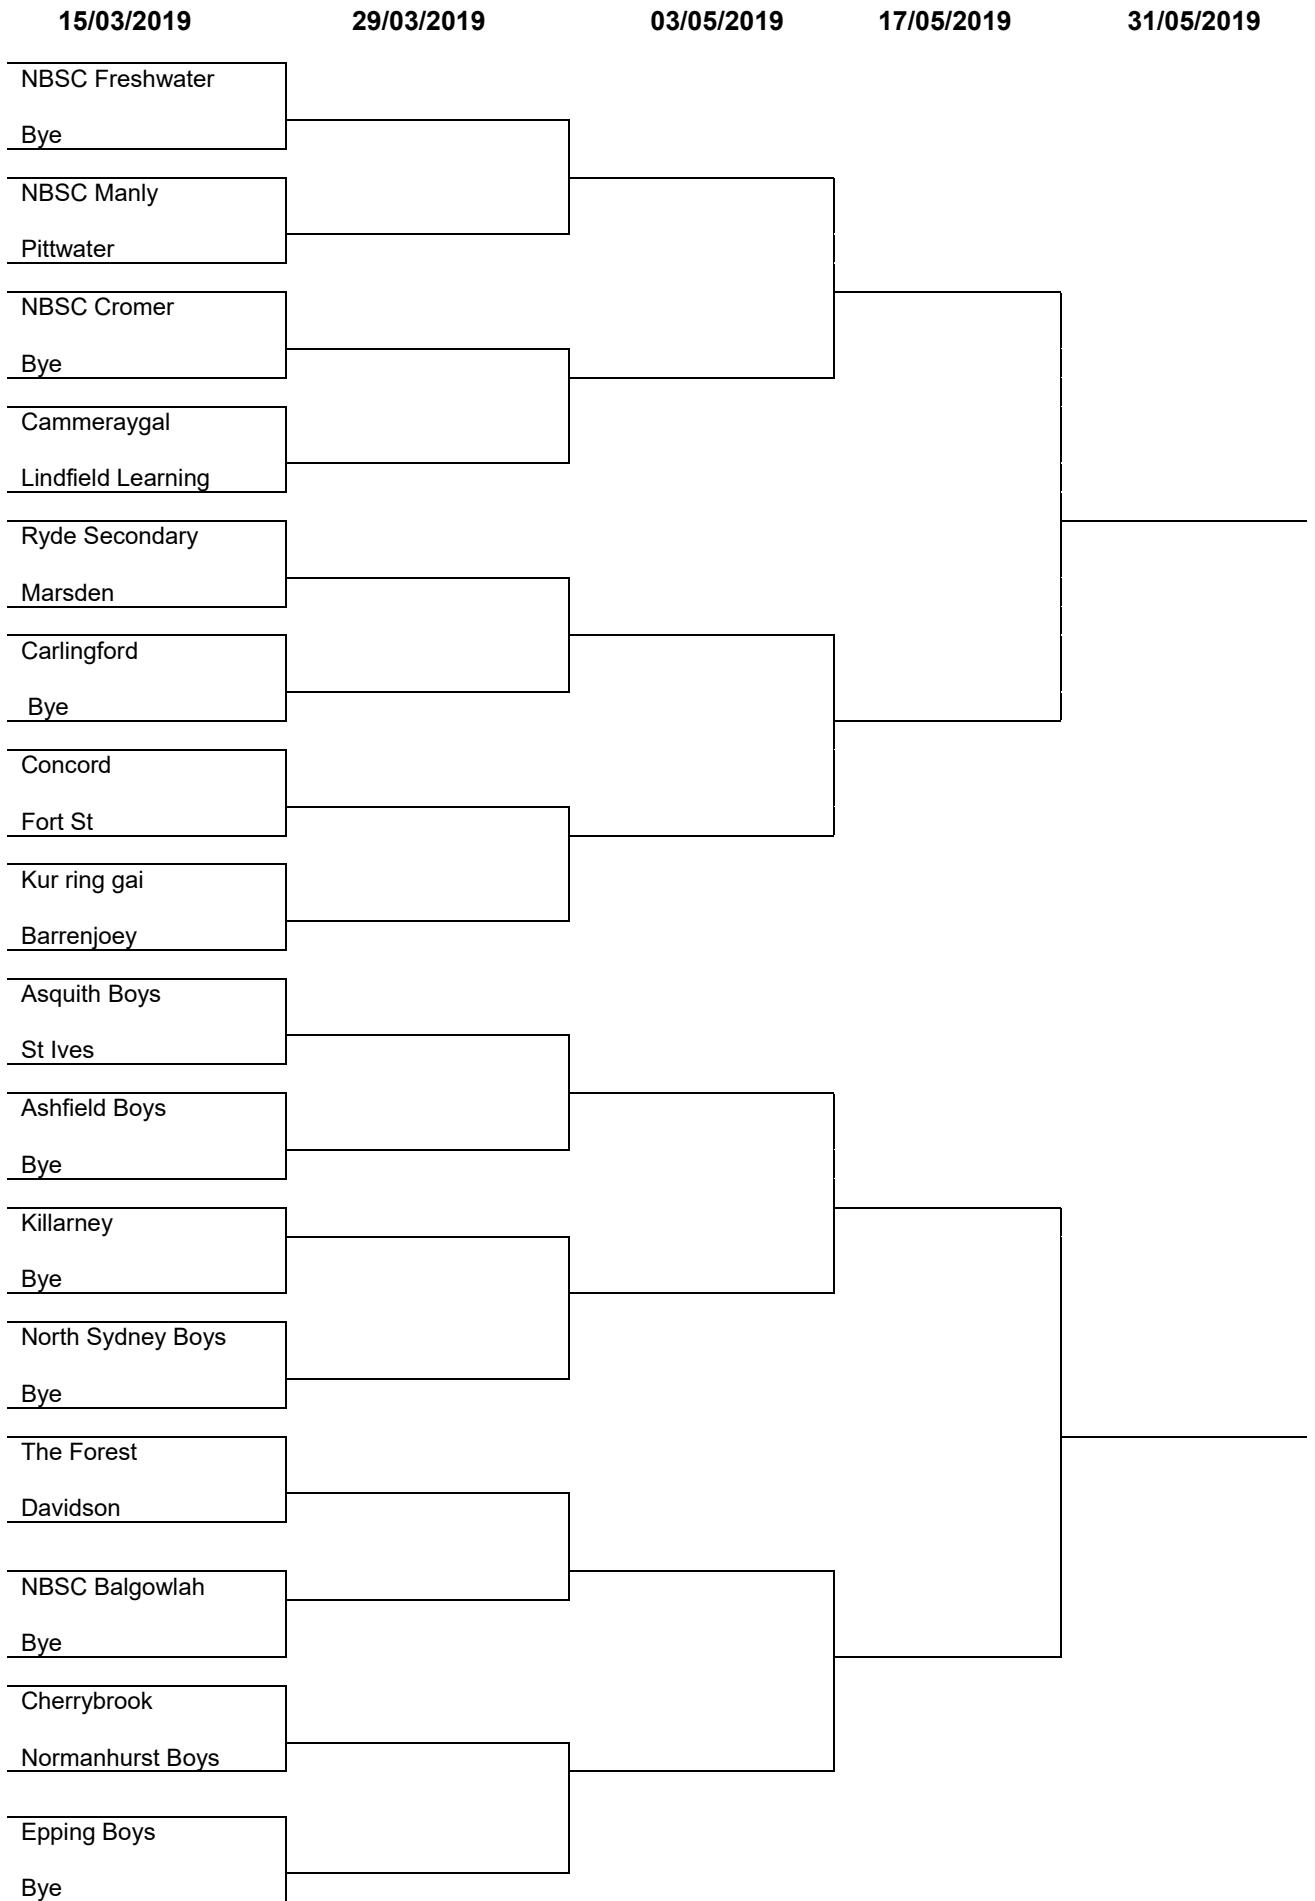 15/03/2019 29/03/2019 03/05/2019 17/05/2019 31/05/2019
NBSC Freshwater
Bye
NBSC Manly
Pittwater
NBSC Cromer
Bye
Cammeraygal
Lindfield Learning
Ryde Secondary
Marsden
Carlingford
Bye
Concord
Fort St
Kur ring gai
Barrenjoey
Asquith Boys
St Ives
Ashfield Boys
Bye
Killarney
Bye
North Sydney Boys
Bye
The Forest
Davidson
NBSC Balgowlah
Bye
Cherrybrook
Normanhurst Boys
Epping Boys
Bye